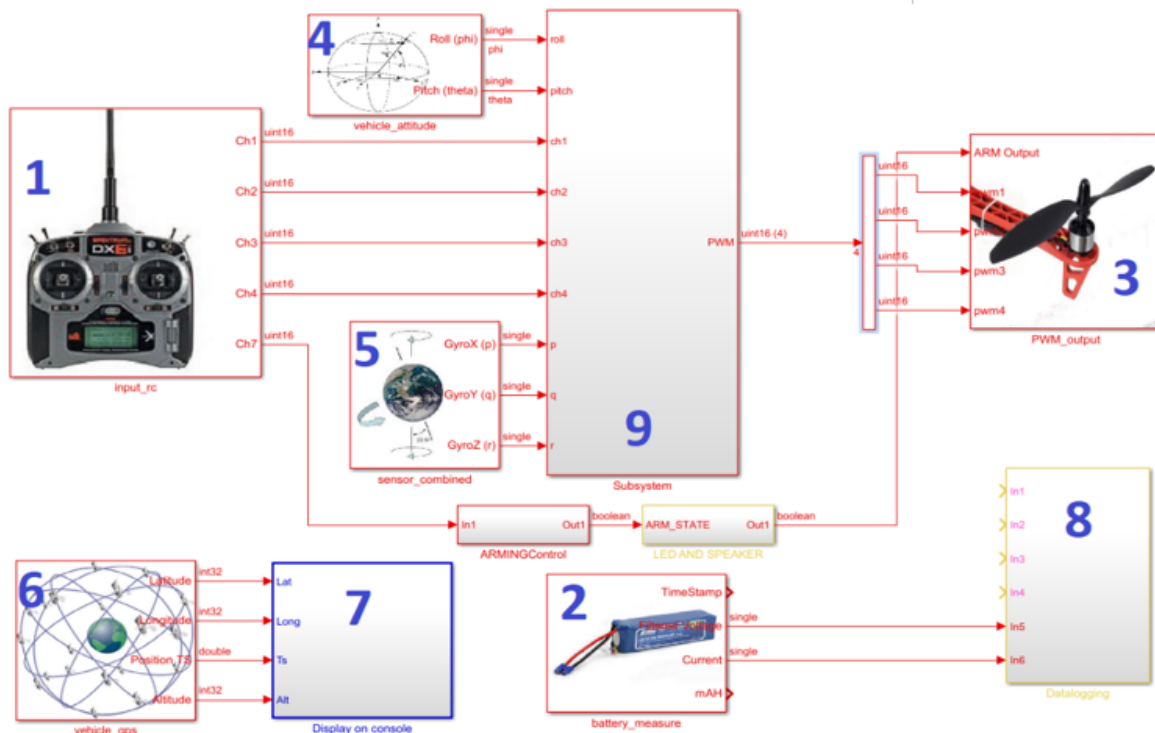 4
Roll (phi)
single
phi
roll
Pitch (theta)
single
theta
pitch
vehicle_attitude
1
DX6i
Ch1
uint16
ch1
Ch2
uint16
ch2
Ch3
uint16
ch3
Ch4
uint16
ch4
Ch7
uint16
input_rc
5
GyroX (p)
single
p
GyroY (q)
single
q
GyroZ (r)
single
r
sensor_combined
9
PWM
uint16 (4)
4
Subsystem
ARM Output
uint16
uint16
uint16
pwm3
uint16
pwm4
3
PWM_output
In1
Out1
boolean
ARMINGControl
ARM_STATE
Out1
boolean
LED AND SPEAKER
6
Latitude
int32
Lat
Longitude
int32
Long
Position_TS
double
Ts
Altitude
int32
Alt
vehicle_gps
7
Display on console
2
TimeStamp
Filtered Voltage
single
Current
single
mAH
battery_measure
8
In1
In2
In3
In4
In5
In6
Datalogging